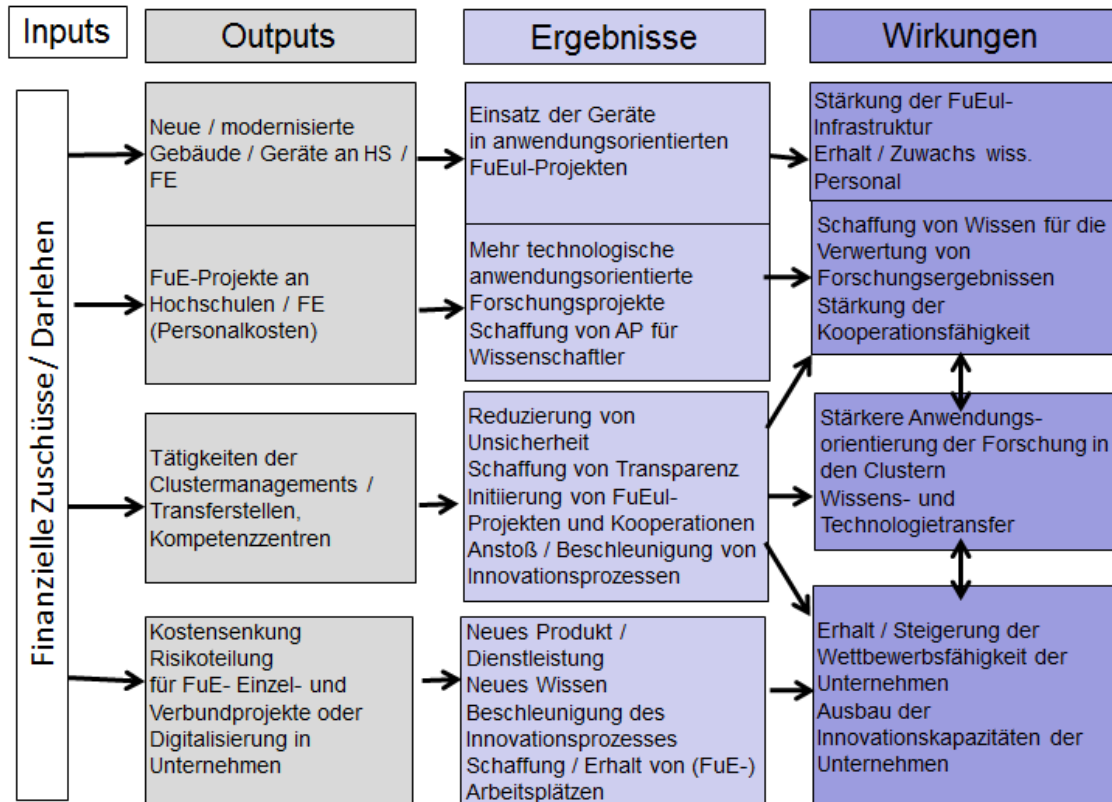 Inputs
Outputs
Ergebnisse
Wirkungen
Finanzielle Zuschüsse/ Darlehen
Neue / modernisierte
Gebäude / Geräte an HS /
FE
Einsatz der Geräte
in anwendungsorientierten
FuEuI-Projekten
Stärkung der FuEuI-
Infrastruktur
Erhalt / Zuwachs wiss.
Personal
FuE-Projekte an
Hochschulen / FE
(Personalkosten)
Mehr technologische
anwendungsorientierte
Forschungsprojekte
Schaffung von AP für
Wissenschaftler
Schaffung von Wissen für die
Verwertung von
Forschungsergebnissen
Stärkung der
Kooperationsfähigkeit
Tätigkeiten der
Clustermanagements /
Transferstellen,
Kompetenzzentren
Reduzierung von
Unsicherheit
Schaffung von Transparenz
Initiierung von FuEuI-
Projekten und Kooperationen
Anstoß / Beschleunigung von
Innovationsprozessen
Stärkere Anwendungs-
orientierung der Forschung in
den Clustern
Wissens- und
Technologietransfer
Kostensenkung
Risikoteilung
für FuE- Einzel- und
Verbundprojekte oder
Digitalisierung in
Unternehmen
Neues Produkt /
Dienstleistung
Neues Wissen
Beschleunigung des
Innovationsprozesses
Schaffung / Erhalt von (FuE-)
Arbeitsplätzen
Erhalt / Steigerung der
Wettbewerbsfähigkeit der
Unternehmen
Ausbau der
Innovationskapazitäten der
Unternehmen